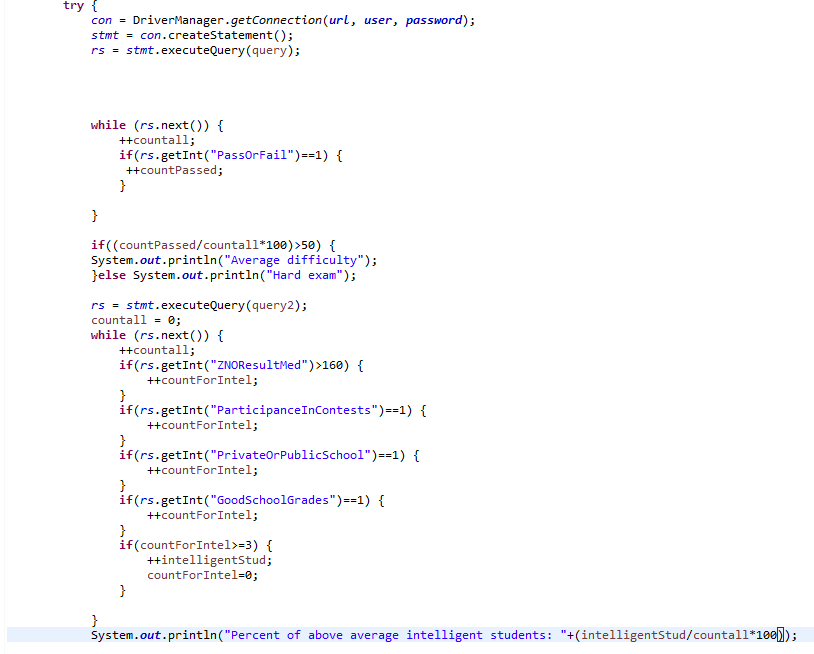 try {
con = DriverManager.getConnection(url, user, password);
stmt = con.createStatement();
rs = stmt.executeQuery(query);
while (rs.next()) {
++countall;
if(rs.getInt("PassOrFail")==1) {
++countPassed;
}
}
if((countPassed/countall*100)>50) {
System.out.println("Average difficulty");
}else System.out.println("Hard exam");
rs = stmt.executeQuery(query2);
countall = 0;
while (rs.next()) {
++countall;
if(rs.getInt("ZNOResultMed")>160) {
++countForIntel;
}
if(rs.getInt("ParticipanceInContests")==1) {
++countForIntel;
}
if(rs.getInt("PrivateOrPublicSchool")==1) {
++countForIntel;
}
if(rs.getInt("GoodSchoolGrades")==1) {
++countForIntel;
}
if(countForIntel>=3) {
++intelligentStud;
countForIntel=0;
}
}
System.out.println("Percent of above average intelligent students: "+(intelligentStud/countall*100));